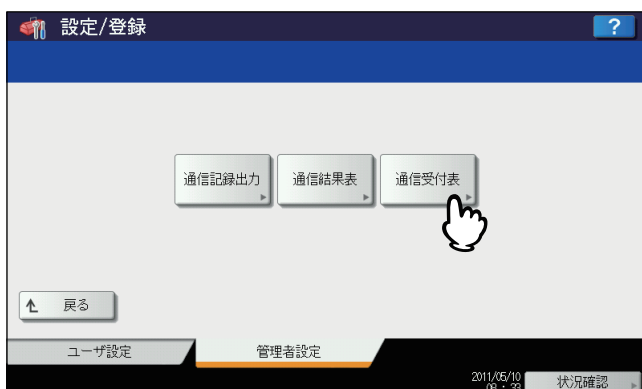 設定/登録
?
通信記録出力
通信結果表
通信受付表
戻る
ユーザ設定
管理者設定
2011/05/10
08 : 33
状況確認